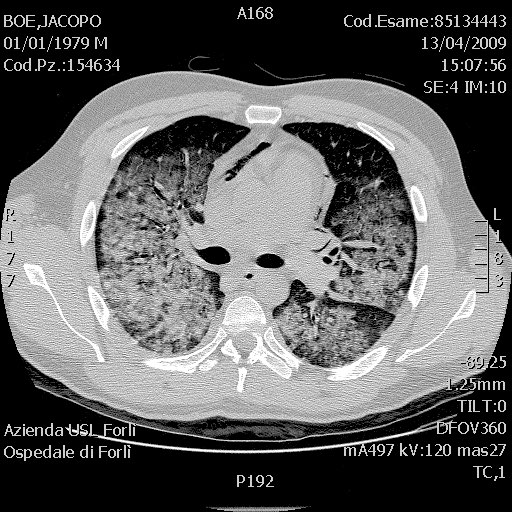 BOE,JACOPO
01/01/1979 M
Cod.Pz.:154634
A168
Cod.Esame:85134443
13/04/2009
15:07:56
SE:4 IM:10
R
1
7
7
L
1
8
3
Azienda USL Forlì
Ospedale di Forlì
P192
-89.25
1.25mm
TILT:0
DFOV360
mA497 kV:120 mas27
TC,1